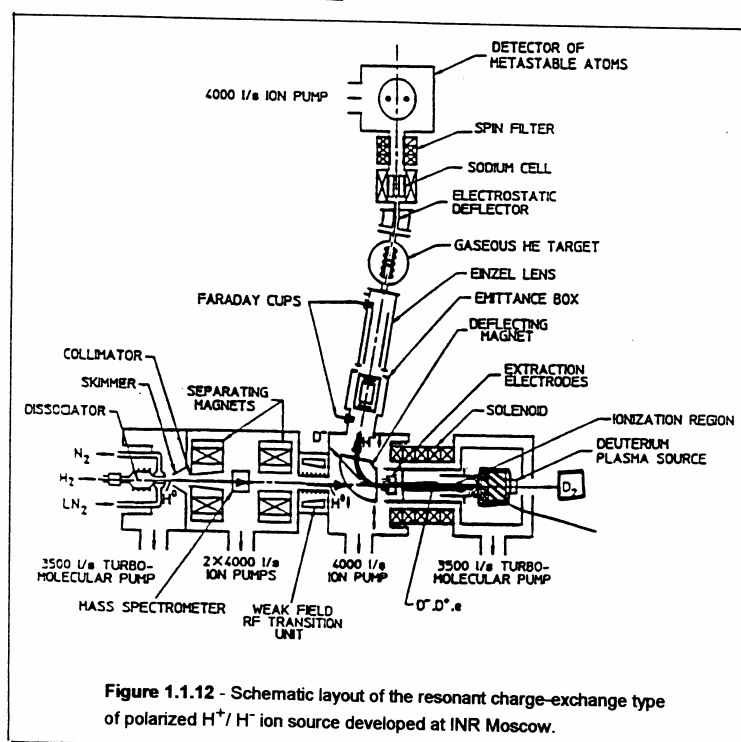 DETECTOR OF
METASTABLE ATOMS
4000 l/s ION PUMP
SPIN FILTER
SODIUM CELL
ELECTROSTATIC
DEFLECTOR
GASEOUS HE TARGET
EINZEL LENS
FARADAY CUPS
EMITTANCE BOX
DEFLECTING
MAGNET
COLLIMATOR
SKIMMER
SEPARATING
MAGNETS
EXTRACTION
ELECTRODES
DISSOCIATOR
SOLENOID
IONIZATION REGION
DEUTERIUM
PLASMA SOURCE
N₂
H₂
LN₂
H⁰
D⁻
H⁻↑
H⁰↑
D₂
3500 l/s TURBO-
MOLECULAR PUMP
2×4000 l/s
ION PUMPS
4000 l/s
ION PUMP
3500 l/s TURBO-
MOLECULAR PUMP
MASS SPECTROMETER
WEAK FIELD
RF TRANSITION
UNIT
D⁻,D⁺,e
Figure 1.1.12 - Schematic layout of the resonant charge-exchange type
of polarized H⁺/ H⁻ ion source developed at INR Moscow.